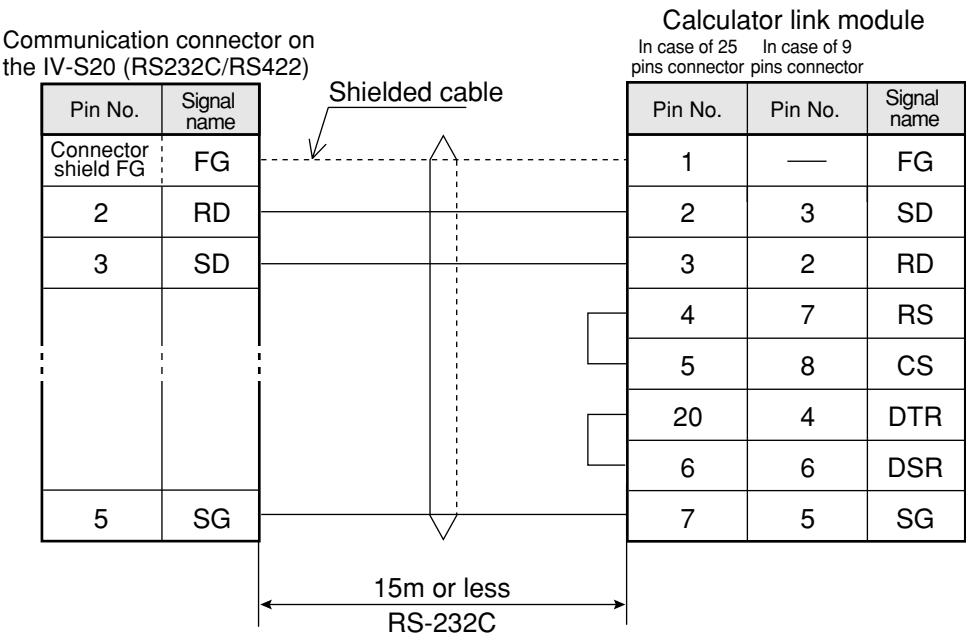 Calculator link module
Communication connector on
the IV-S20 (RS232C/RS422)
In case of 25
pins connector
In case of 9
pins connector
Shielded cable
Pin No. Signal
name
Pin No. Pin No. Signal
name
Connector
shield FG FG 1 — FG
2 RD 2 3 SD
3 SD 3 2 RD
4 7 RS
5 8 CS
20 4 DTR
6 6 DSR
5 SG 7 5 SG
15m or less
RS-232C